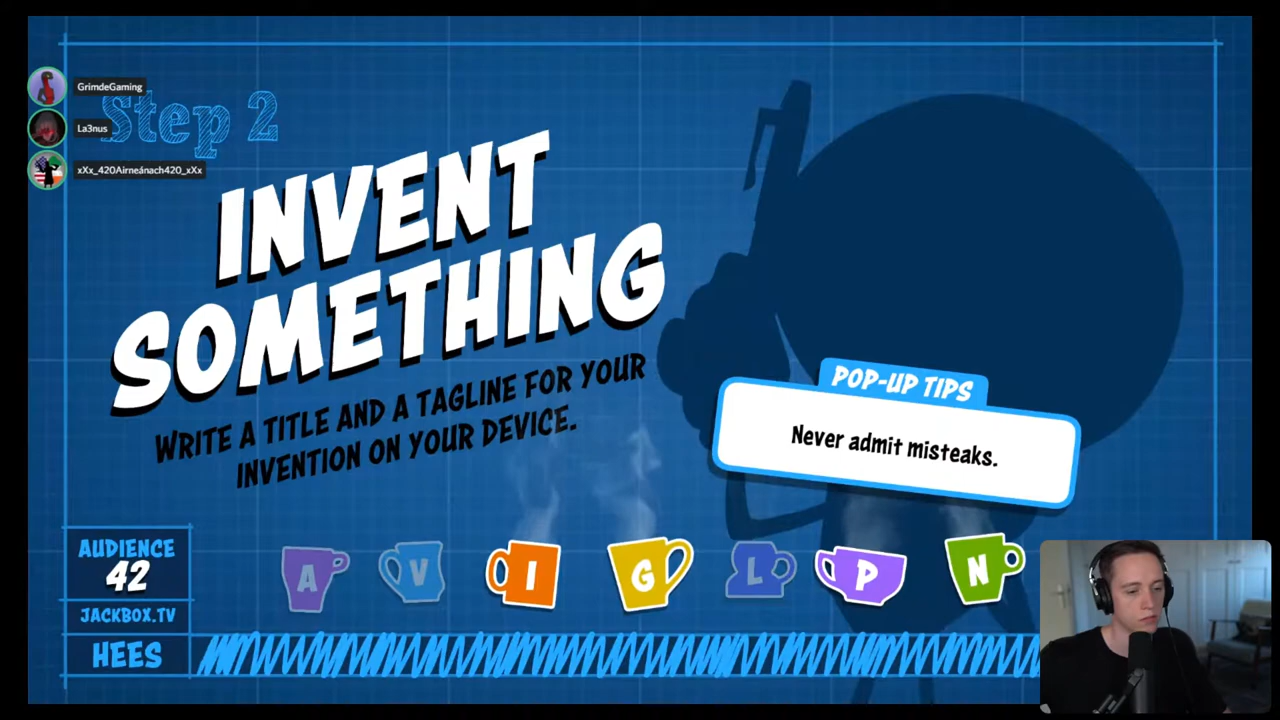 GrimdeGaming
Step 2
La3nus
xXx_420Airneánach420_xXx
INVENT
SOMETHING
WRITE A TITLE AND A TAGLINE FOR YOUR
INVENTION ON YOUR DEVICE.
POP-UP TIPS
Never admit misteaks.
AUDIENCE
42
JACKBOX.TV
HEES
A V I G L P N